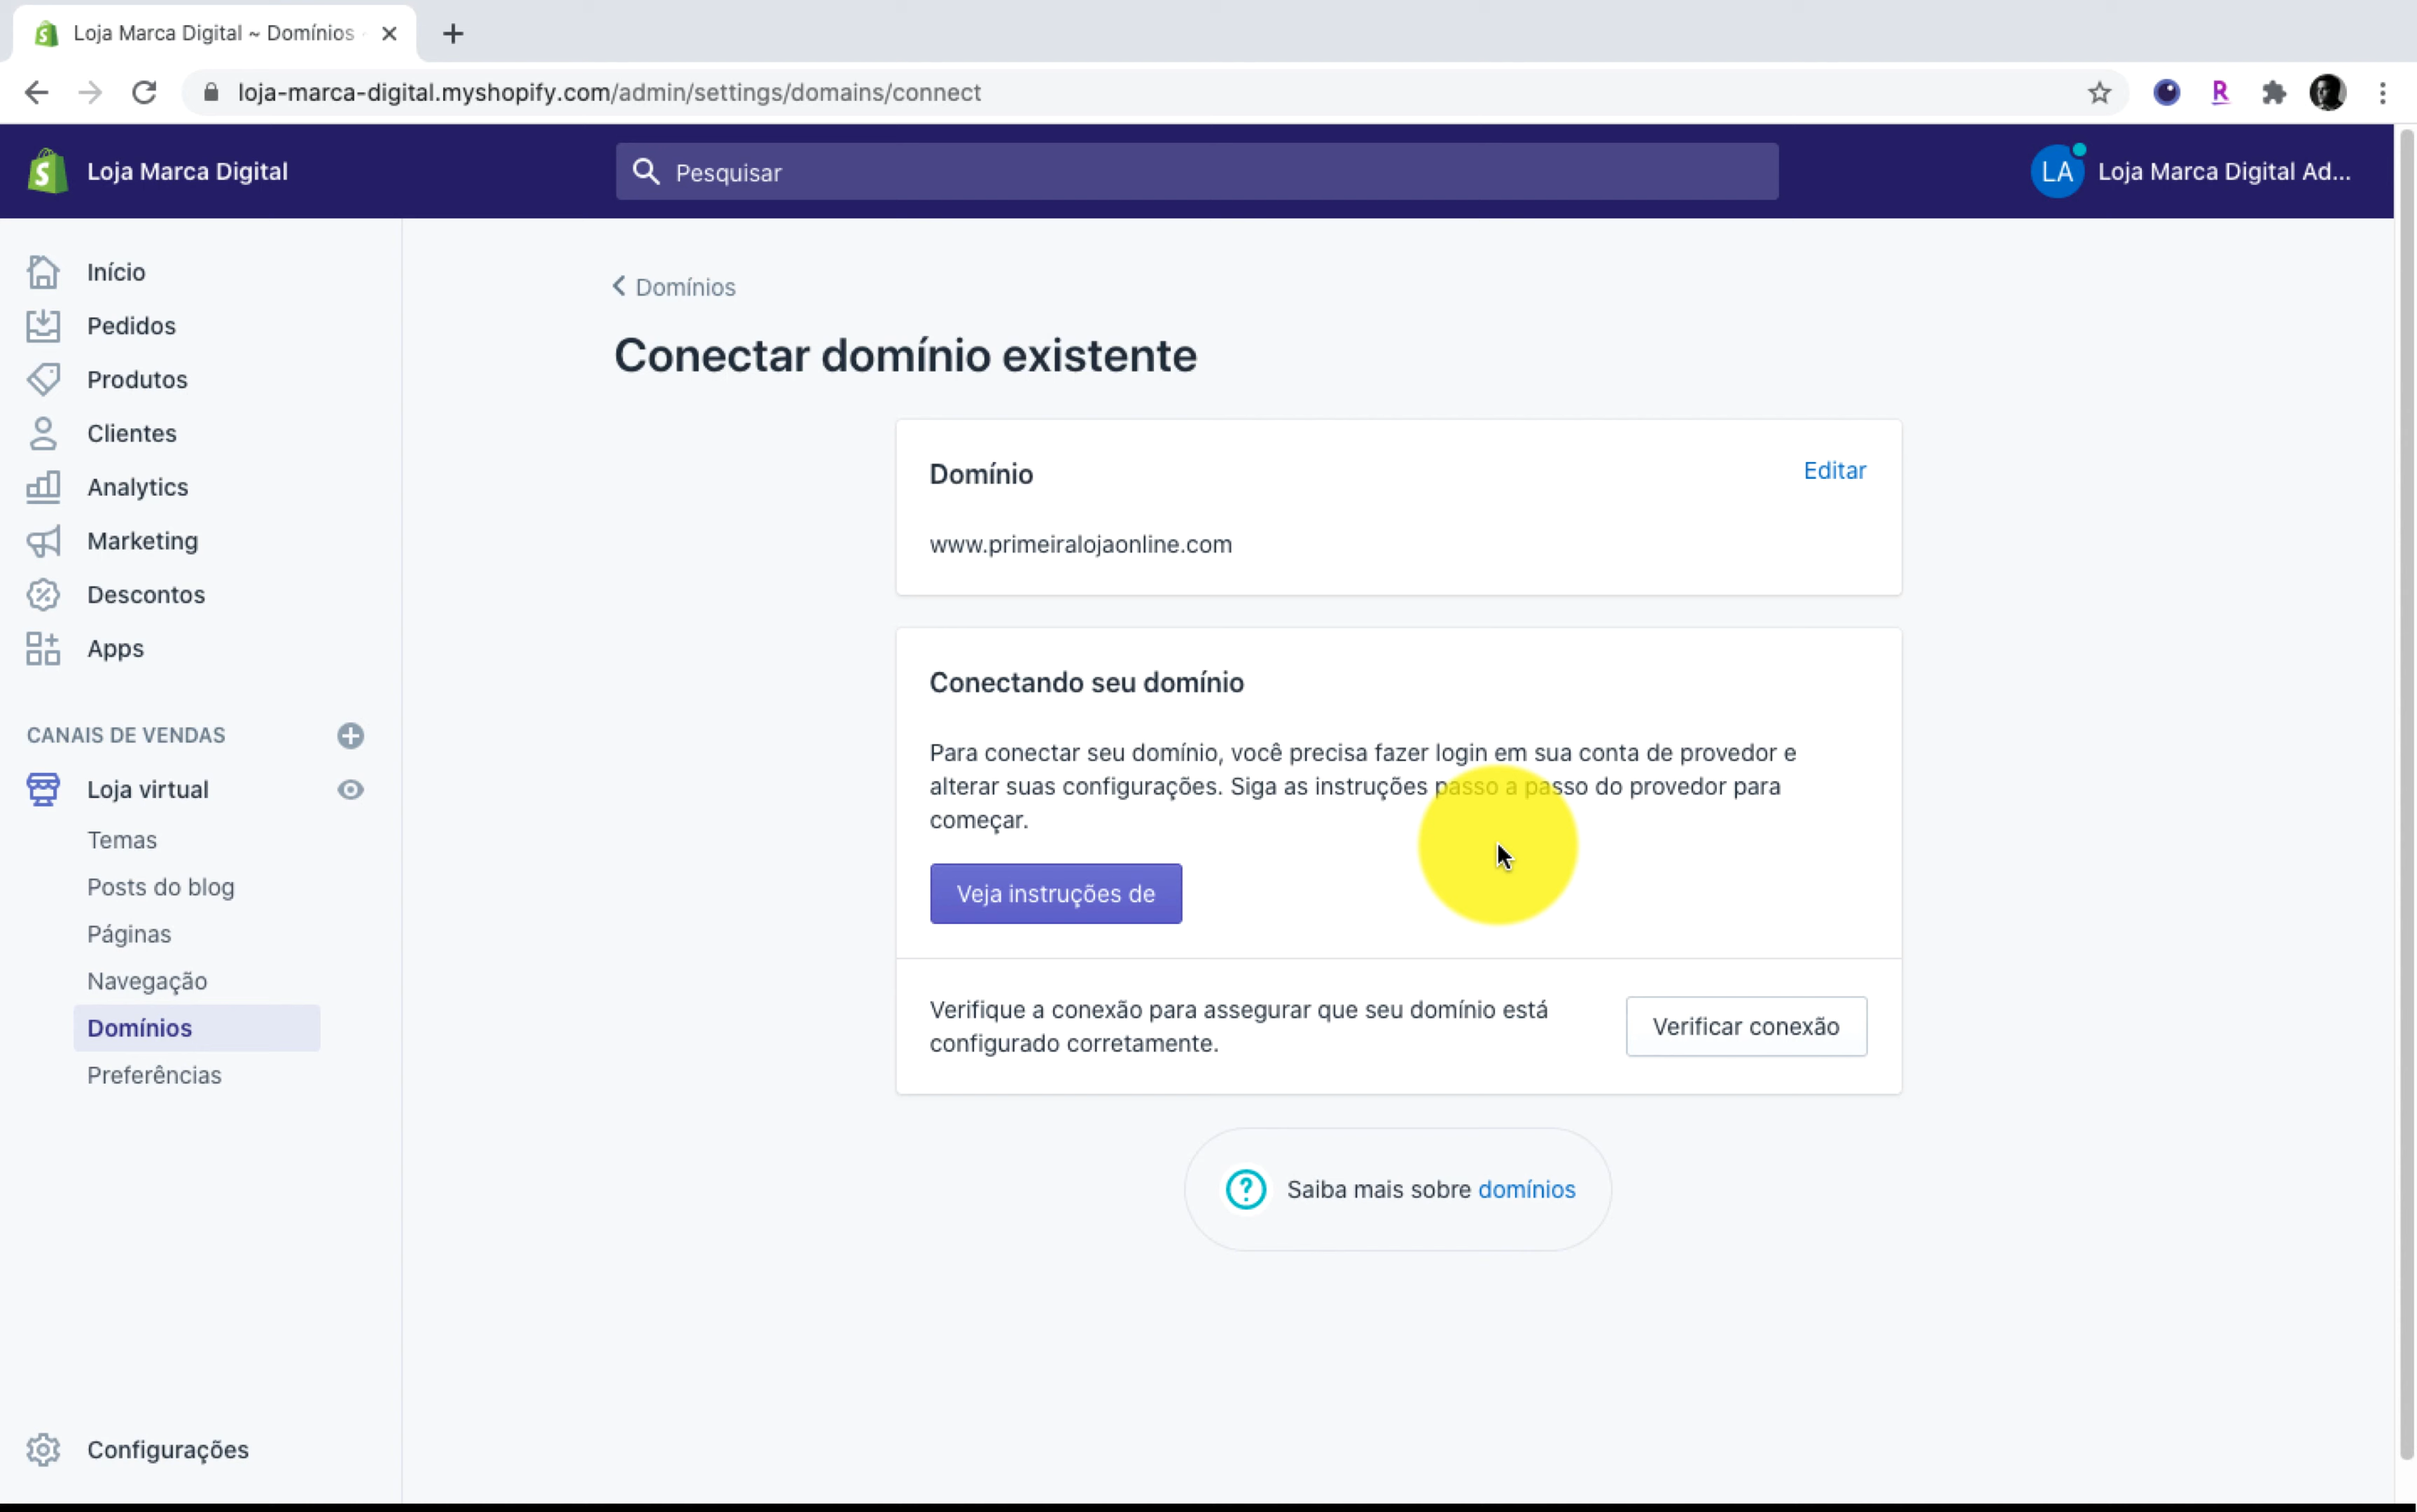 Loja Marca Digital ~ Domínios
loja-marca-digital.myshopify.com/admin/settings/domains/connect
R
Loja Marca Digital
Pesquisar
LA
Loja Marca Digital Ad...
Início
Pedidos
Produtos
Clientes
Analytics
Marketing
Descontos
Apps
CANAIS DE VENDAS
Loja virtual
Temas
Posts do blog
Páginas
Navegação
Domínios
Preferências
Configurações
Domínios
Conectar domínio existente
Domínio
Editar
www.primeiralojaonline.com
Conectando seu domínio
Para conectar seu domínio, você precisa fazer login em sua conta de provedor e
alterar suas configurações. Siga as instruções passo a passo do provedor para
começar.
Veja instruções de
Verifique a conexão para assegurar que seu domínio está
configurado corretamente.
Verificar conexão
Saiba mais sobre domínios